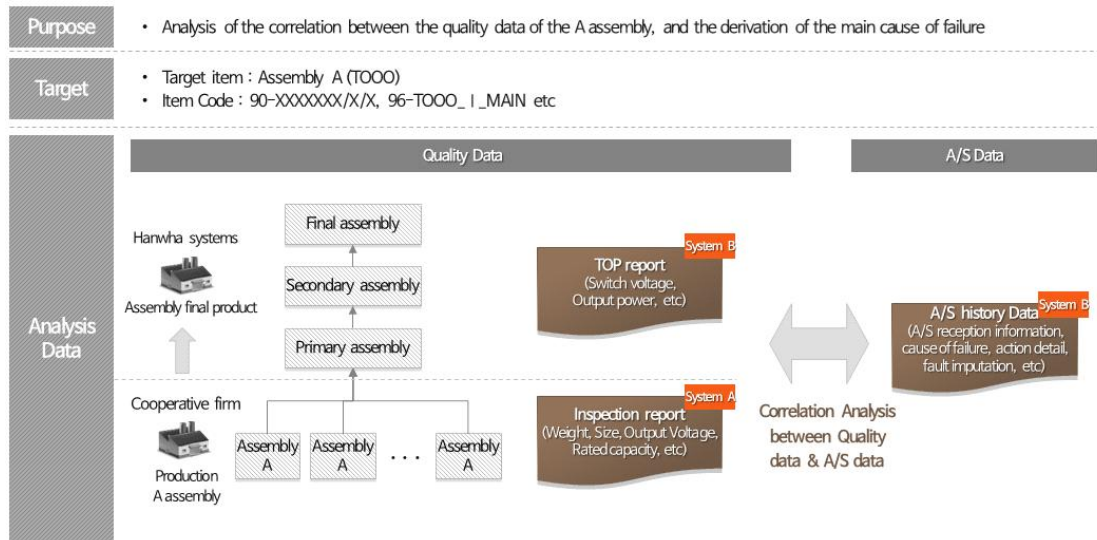 Purpose
• Analysis of the correlation between the quality data of the A assembly, and the derivation of the main cause of failure
Target
• Target item : Assembly A (TOOO)
• Item Code : 90-XXXXXXX/X/X, 96-TOOO_I_MAIN etc
Analysis
Data
Quality Data
A/S Data
Hanwha systems
Assembly final product
Final assembly
Secondary assembly
Primary assembly
System B
TOP report
(Switch voltage,
Output power, etc)
System B
A/S history Data
(A/S reception information,
cause of failure, action detail,
fault imputation, etc)
Cooperative firm
Production
A assembly
Assembly
A
Assembly
A
. . .
Assembly
A
System A
Inspection report
(Weight, Size, Output Voltage,
Rated capacity, etc)
Correlation Analysis
between Quality
data & A/S data